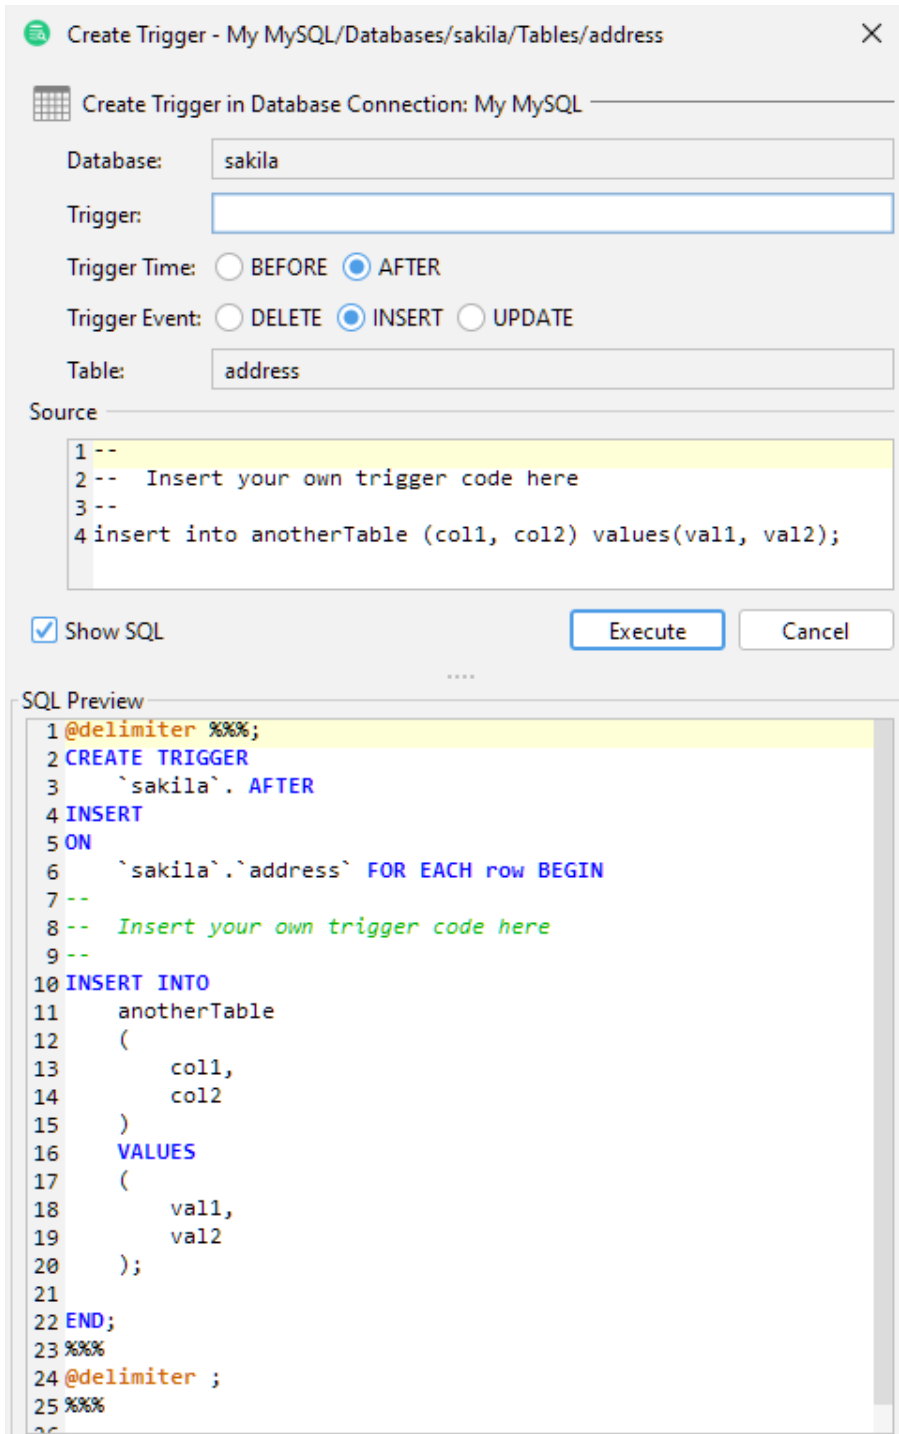 Create Trigger - My MySQL/Databases/sakila/Tables/address
Create Trigger in Database Connection: My MySQL
Database: sakila
Trigger:
Trigger Time: BEFORE AFTER
Trigger Event: DELETE INSERT UPDATE
Table: address
Source
1 --
2 --  Insert your own trigger code here
3 --
4 insert into anotherTable (col1, col2) values(val1, val2);
Show SQL Execute Cancel
SQL Preview
1 @delimiter %%%;
2 CREATE TRIGGER
3     `sakila`. AFTER
4 INSERT
5 ON
6     `sakila`.`address` FOR EACH row BEGIN
7 --
8 --  Insert your own trigger code here
9 --
10 INSERT INTO
11     anotherTable
12     (
13         col1,
14         col2
15     )
16     VALUES
17     (
18         val1,
19         val2
20     );
21
22 END;
23 %%%
24 @delimiter ;
25 %%%